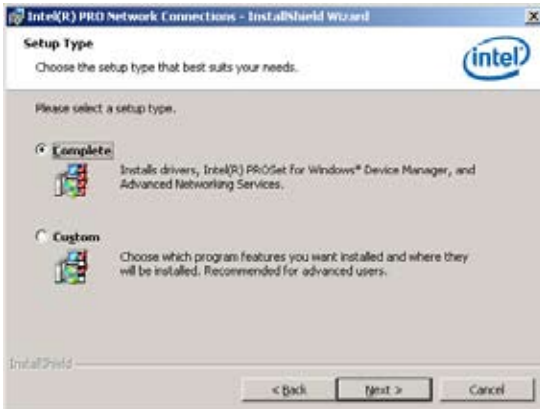 Intel(R) PRO Network Connections - InstallShield Wizard
Setup Type
Choose the setup type that best suits your needs.
intel
Please select a setup type.
Complete
Installs drivers, Intel(R) PROSet for Windows* Device Manager, and
Advanced Networking Services.
Custom
Choose which program features you want installed and where they
will be installed. Recommended for advanced users.
InstallShield
< Back
Next >
Cancel